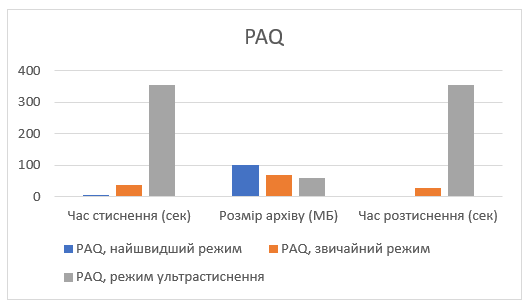 PAQ
400
300
200
100
0
Час стиснення (сек) Розмір архіву (МБ) Час розтиснення (сек)
PAQ, найшвидший режим PAQ, звичайний режим
PAQ, режим ультрастиснення